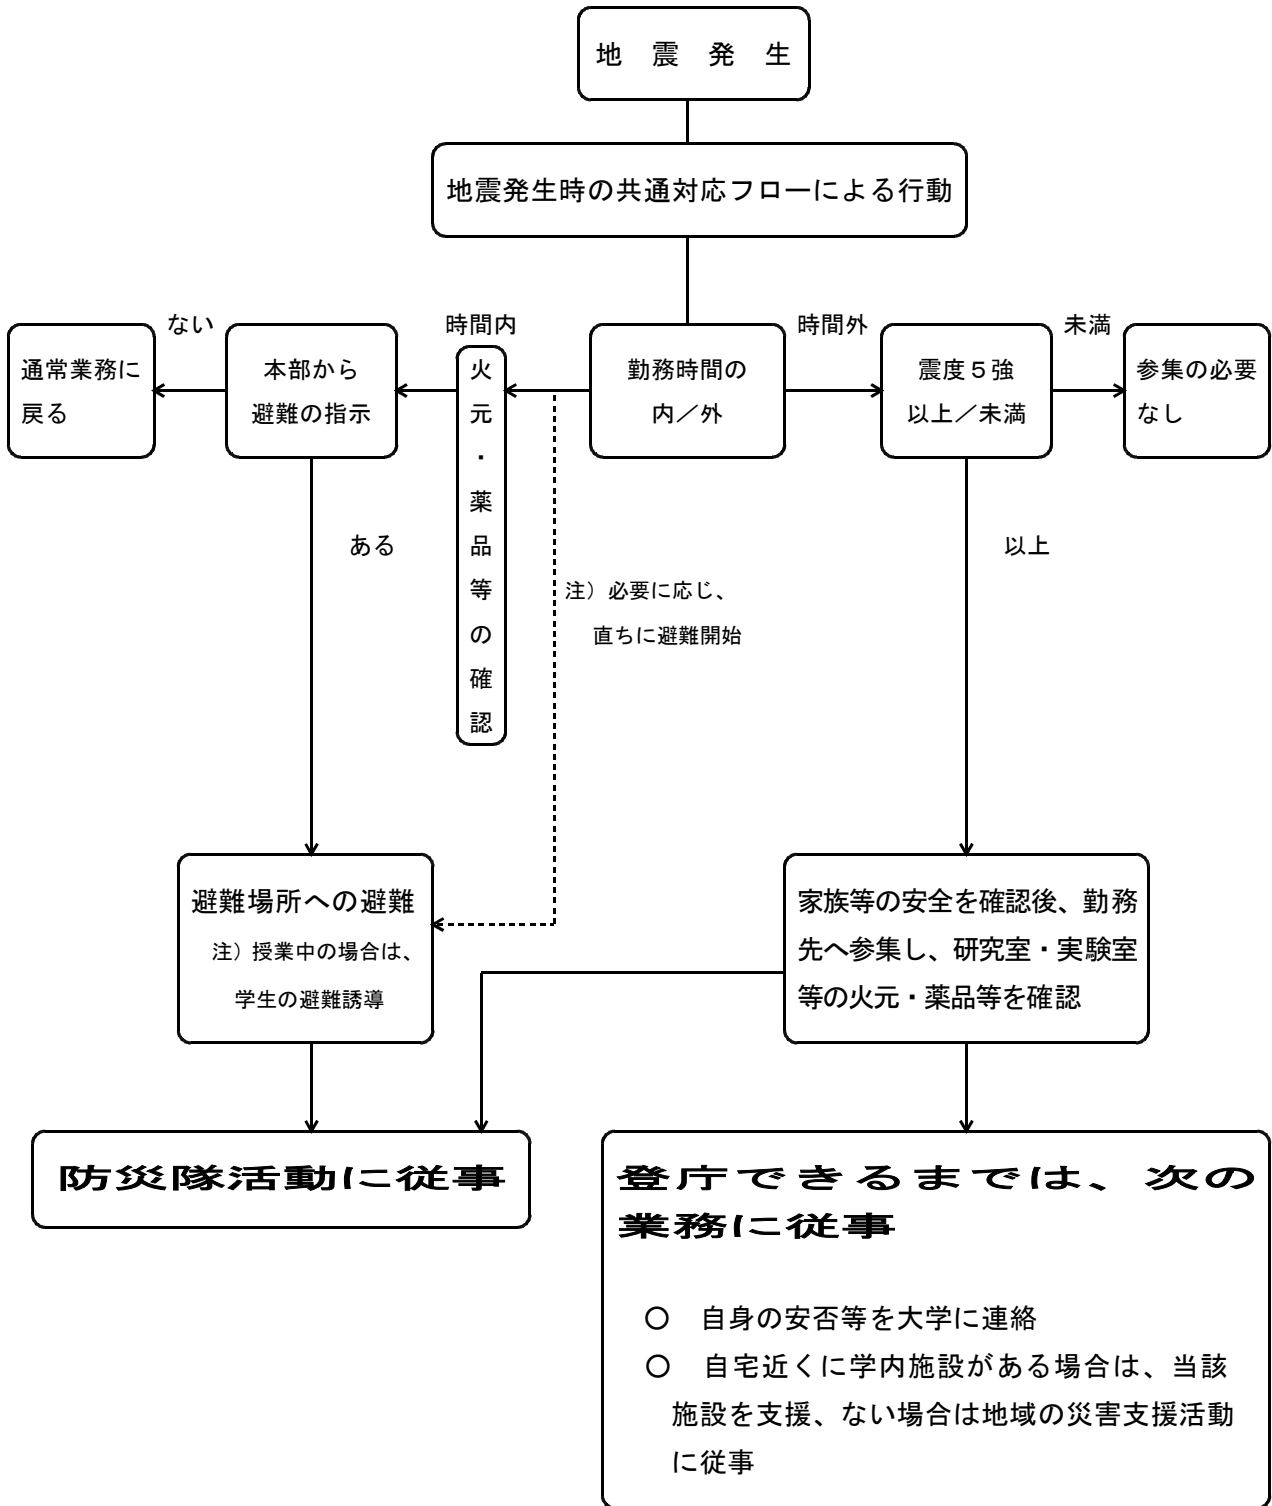 地　震　発　生
地震発生時の共通対応フローによる行動
ない
時間内
時間外
未満
通常業務に
戻る
本部から
避難の指示
火元・薬品等の確認
勤務時間の
内／外
震度５強
以上／未満
参集の必要
なし
ある
以上
注）必要に応じ、
直ちに避難開始
避難場所への避難
注）授業中の場合は、
学生の避難誘導
家族等の安全を確認後、勤務
先へ参集し、研究室・実験室
等の火元・薬品等を確認
防災隊活動に従事
登庁できるまでは、次の
業務に従事
○　自身の安否等を大学に連絡
○　自宅近くに学内施設がある場合は、当該
施設を支援、ない場合は地域の災害支援活動
に従事